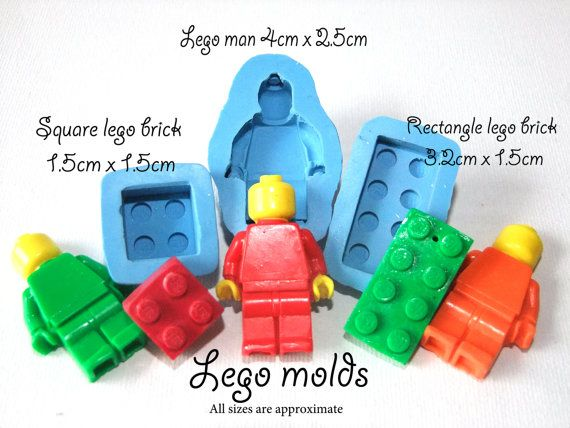 Lego man 4cm x 2.5cm
Square lego brick
1.5cm x 1.5cm
Rectangle lego brick
3.2cm x 1.5cm
Lego molds
All sizes are approximate